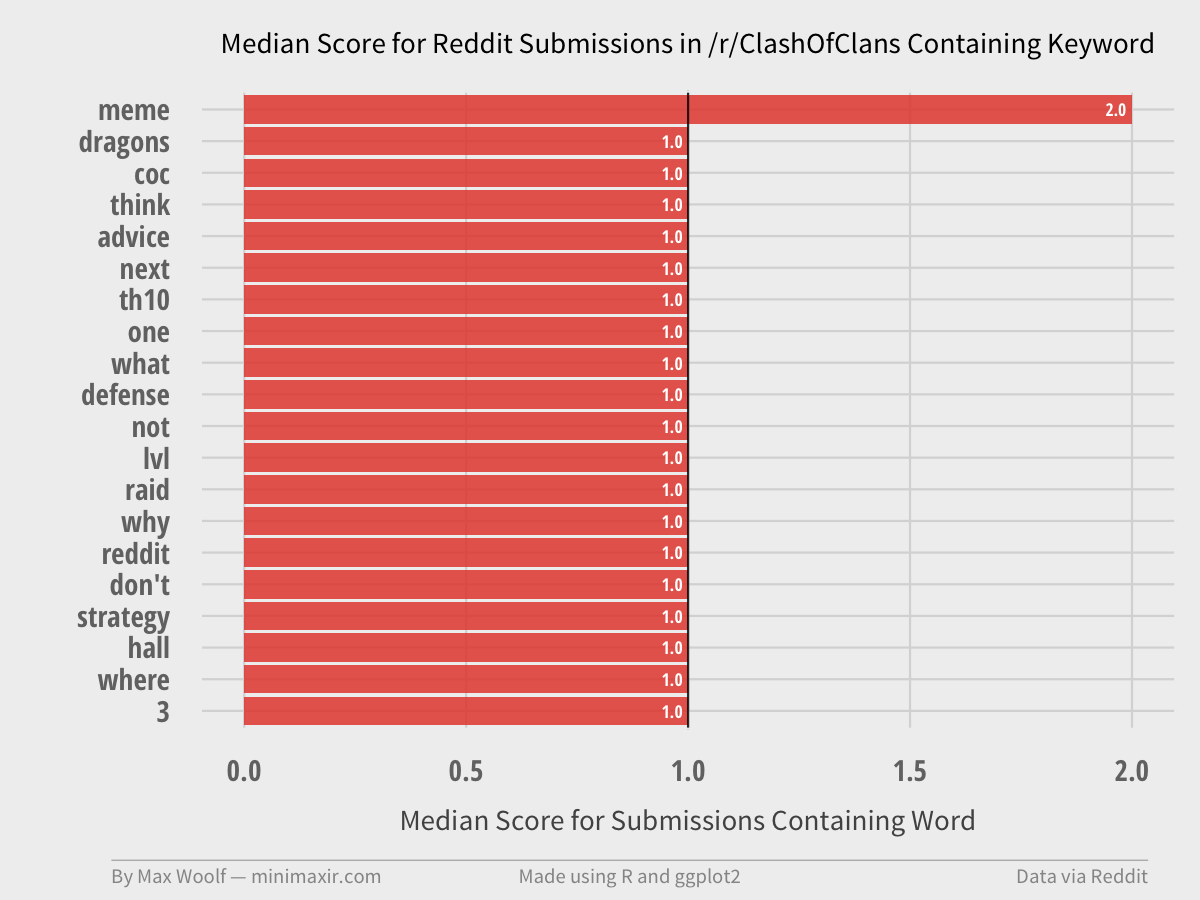 Median Score for Reddit Submissions in /r/ClashOfClans Containing Keyword
meme 2.0
dragons 1.0
coc 1.0
think 1.0
advice 1.0
next 1.0
th10 1.0
one 1.0
what 1.0
defense 1.0
not 1.0
lvl 1.0
raid 1.0
why 1.0
reddit 1.0
don't 1.0
strategy 1.0
hall 1.0
where 1.0
3 1.0
0.0 0.5 1.0 1.5 2.0
Median Score for Submissions Containing Word
By Max Woolf — minimaxir.com Made using R and ggplot2 Data via Reddit